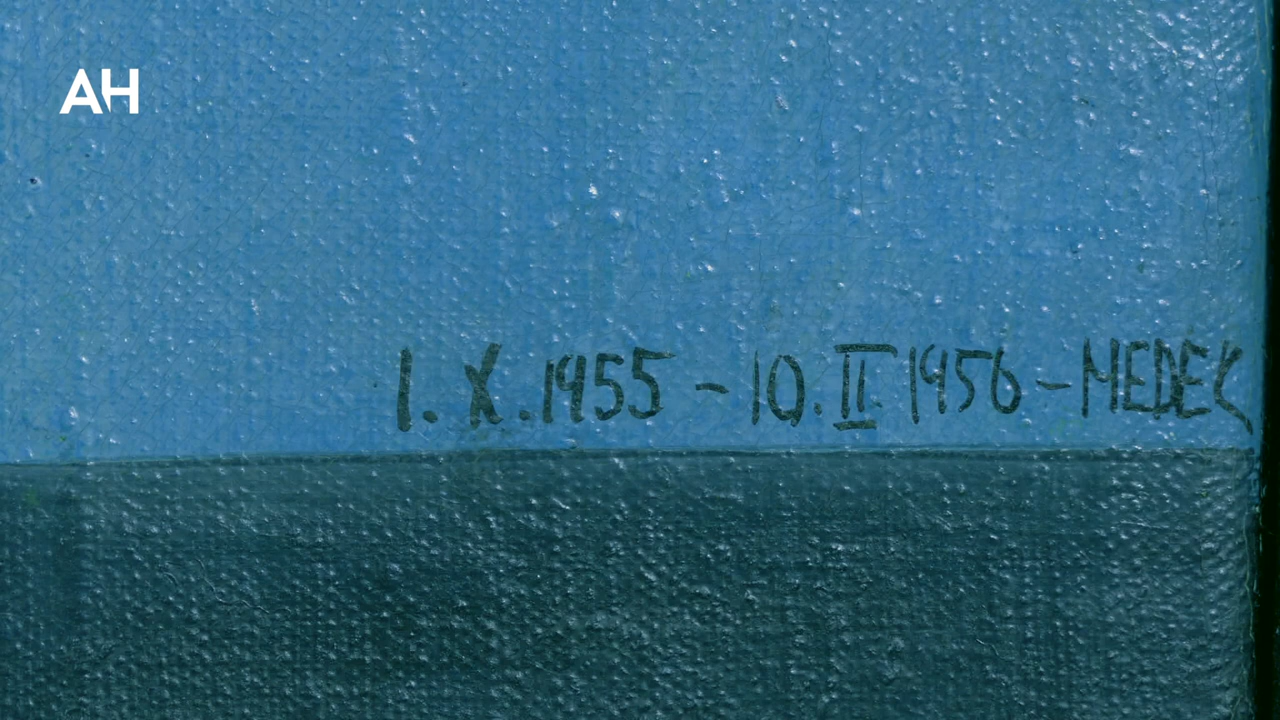 AH
1. X. 1955 – 10. II. 1956 – MEDEK